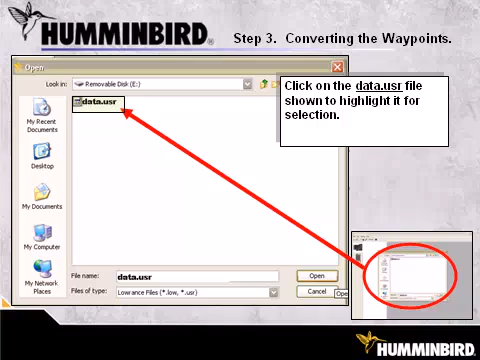 HUMMINBIRD®
Step 3. Converting the Waypoints.
Open
Look in:
Removable Disk (E:)
data.usr
Click on the data.usr file
shown to highlight it for
selection.
My Recent
Documents
Desktop
My Documents
My Computer
My Network
Places
File name:
data.usr
Open
Files of type:
Lowrance Files (*.low, *.usr)
Cancel
Ope
HUMMINBIRD